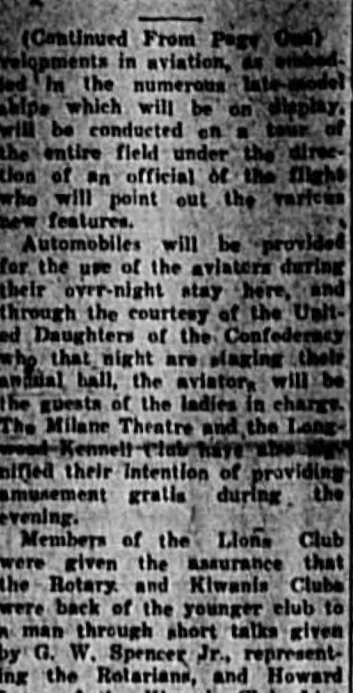 (Continued From Page One)
velopments in aviation, as embod-
ied in the numerous late-model
ships which will be on display,
will be conducted on a tour of
the entire field under the direc-
tion of an official of the flight
who will point out the various
new features.
Automobiles will be provided
for the use of the aviators during
their over-night stay here, and
through the courtesy of the Unit-
ed Daughters of the Confederacy
who that night are staging their
annual ball, the aviators will be
the guests of the ladies in charge.
The Milane Theatre and the Long-
wood Kennell Club have also sig-
nified their intention of providing
amusement gratis during the
evening.
Members of the Lions Club
were given the assurance that
the Rotary. and Kiwanis Clubs
were back of the younger club to
a man through short talks given
by G. W. Spencer Jr., represent-
ing the Rotarians, and Howard